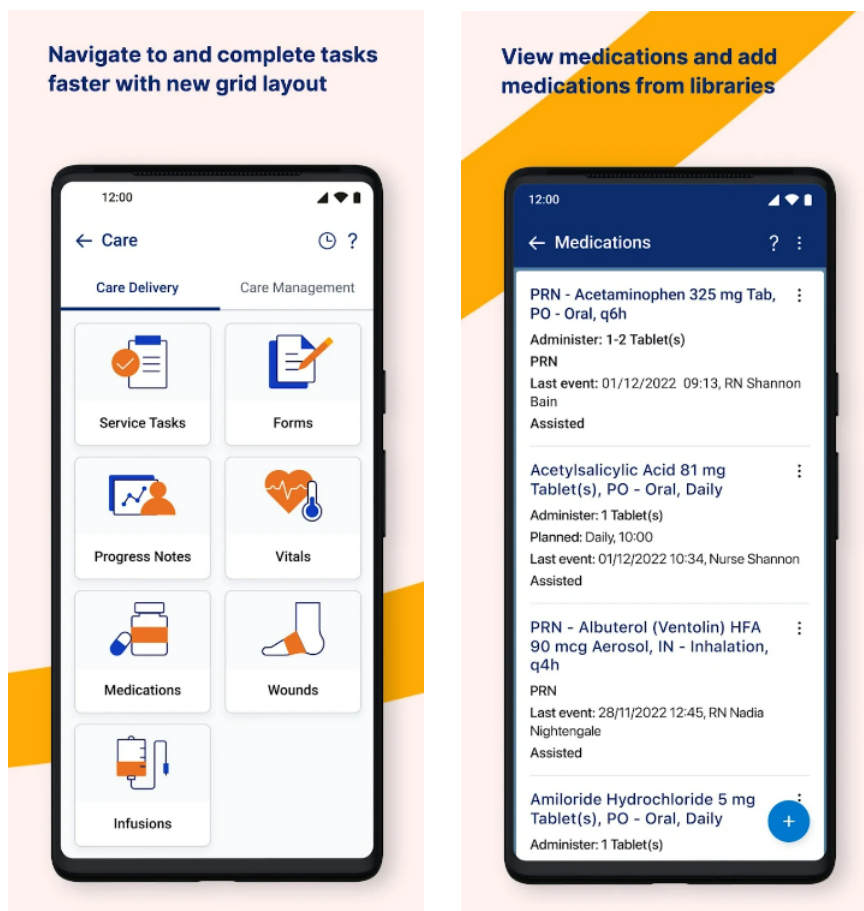 Navigate to and complete tasks
faster with new grid layout
12:00
← Care
?
Care Delivery
Care Management
Service Tasks
Forms
Progress Notes
Vitals
Medications
Wounds
Infusions
View medications and add
medications from libraries
12:00
← Medications
? ⋮
PRN - Acetaminophen 325 mg Tab, ⋮
PO - Oral, q6h
Administer: 1-2 Tablet(s)
PRN
Last event: 01/12/2022 09:13, RN Shannon
Bain
Assisted
Acetylsalicylic Acid 81 mg ⋮
Tablet(s), PO - Oral, Daily
Administer: 1 Tablet(s)
Planned: Daily, 10:00
Last event: 01/12/2022 10:34, Nurse Shannon
Assisted
PRN - Albuterol (Ventolin) HFA ⋮
90 mcg Aerosol, IN - Inhalation,
q4h
PRN
Last event: 28/11/2022 12:45, RN Nadia
Nightengale
Assisted
Amiloride Hydrochloride 5 mg ⋮
Tablet(s), PO - Oral, Daily
Administer: 1 Tablet(s)
+